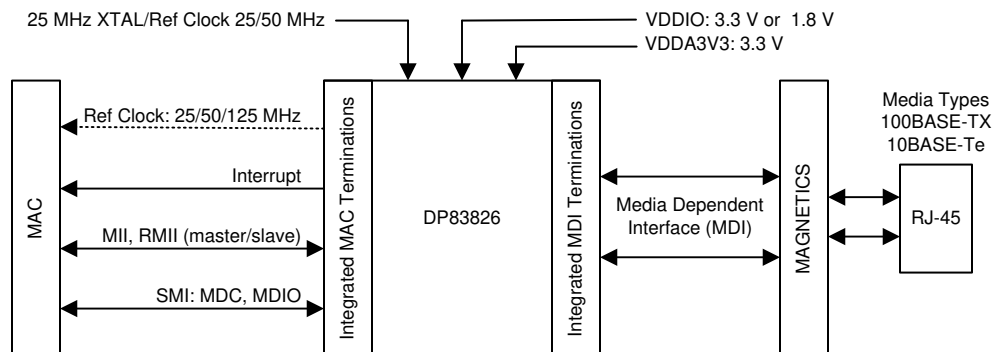 25 MHz XTAL/Ref Clock 25/50 MHz
VDDIO: 3.3 V or 1.8 V
VDDA3V3: 3.3 V
MAC
Ref Clock: 25/50/125 MHz
Interrupt
MII, RMII (master/slave)
SMI: MDC, MDIO
Integrated MAC Terminations
DP83826
Integrated MDI Terminations
Media Dependent
Interface (MDI)
MAGNETICS
Media Types
100BASE-TX
10BASE-Te
RJ-45